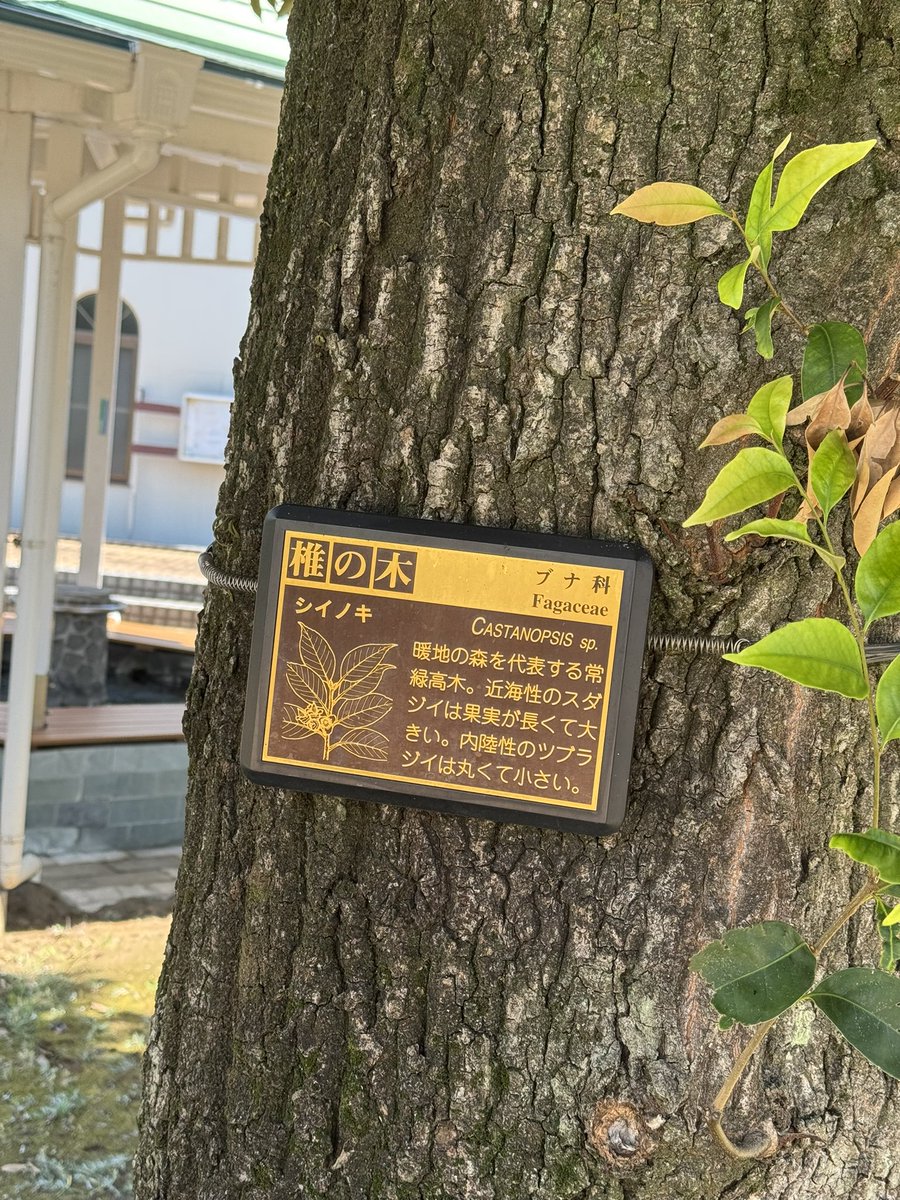 椎の木
ブナ科
Fagaceae
シイノキ
CASTANOPSIS sp.
暖地の森を代表する常
緑高木。近海性のスダ
ジイは果実が長くて大
きい。内陸性のツブラ
ジイは丸くて小さい。